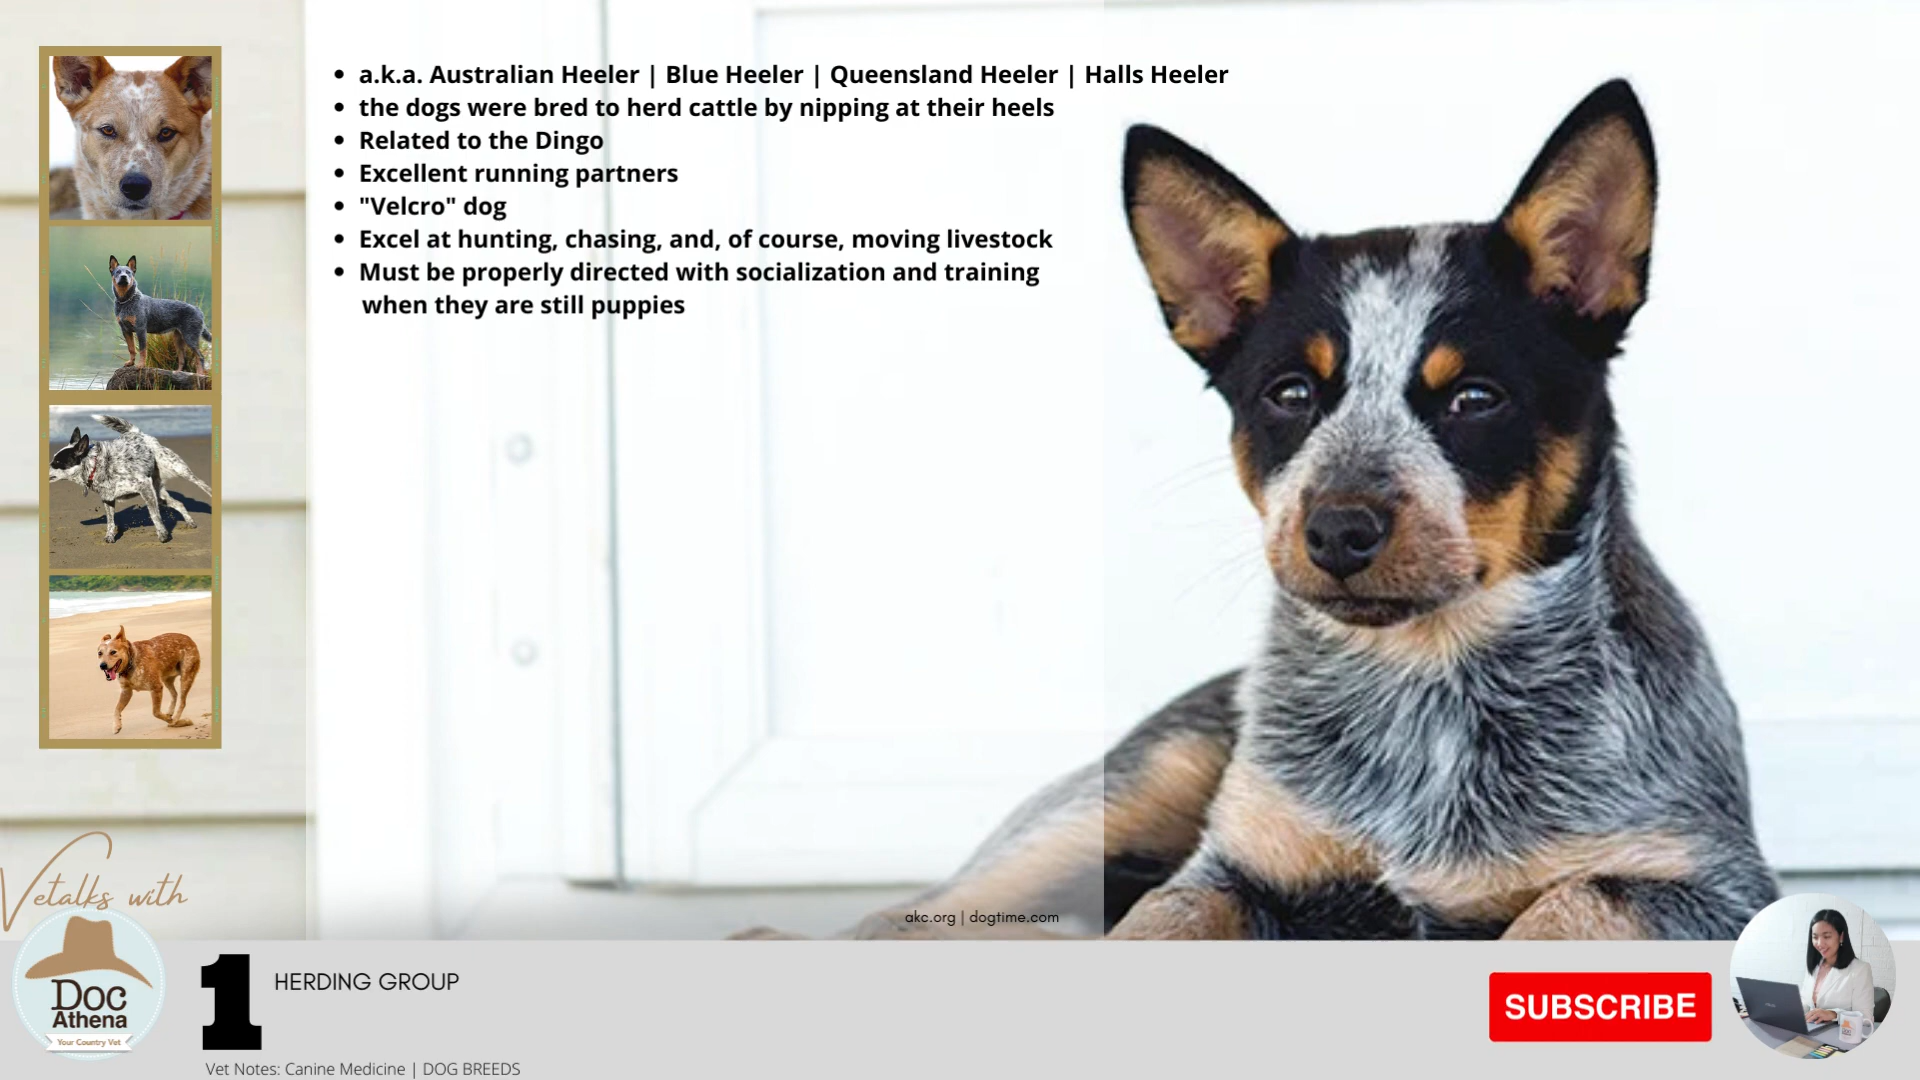 a.k.a. Australian Heeler | Blue Heeler | Queensland Heeler | Halls Heeler
the dogs were bred to herd cattle by nipping at their heels
Related to the Dingo
Excellent running partners
"Velcro" dog
Excel at hunting, chasing, and, of course, moving livestock
Must be properly directed with socialization and training
when they are still puppies
akc.org | dogtime.com
Vetalks with
Doc
Athena
Your Country Vet
1
HERDING GROUP
Vet Notes: Canine Medicine | DOG BREEDS
SUBSCRIBE